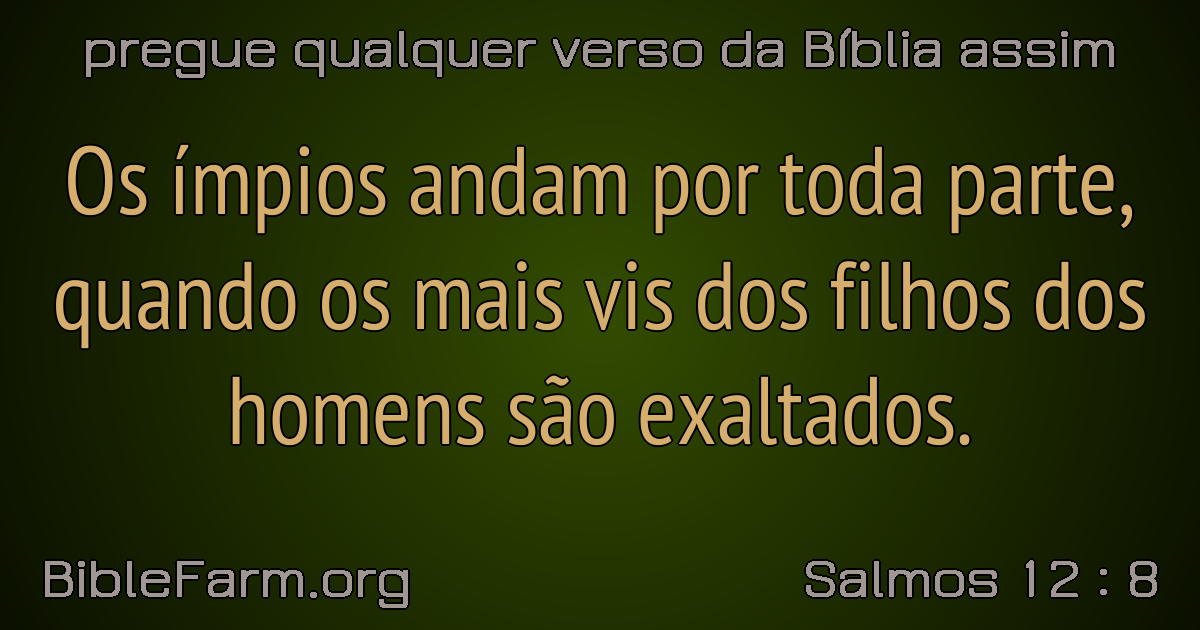 pregue qualquer verso da Bíblia assim
Os ímpios andam por toda parte,
quando os mais vis dos filhos dos
homens são exaltados.
BibleFarm.org
Salmos 12 : 8